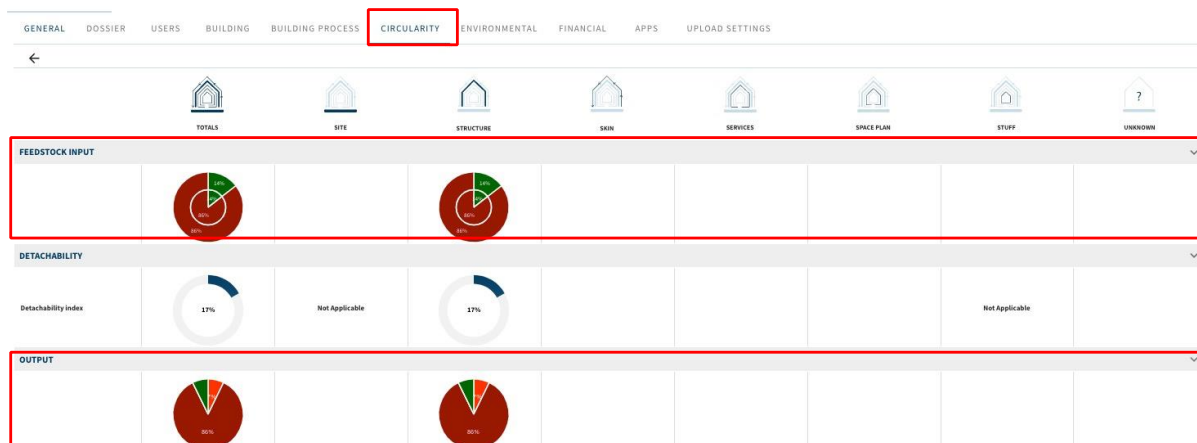 GENERAL DOSSIER USERS BUILDING BUILDING PROCESS CIRCULARITY ENVIRONMENTAL FINANCIAL APPS UPLOAD SETTINGS
?
TOTALS SITE STRUCTURE SKIN SERVICES SPACE PLAN STUFF UNKNOWN
FEEDSTOCK INPUT
14% 14%
86% 86%
86% 86%
DETACHABILITY
Detachability index 17% Not Applicable 17% Not Applicable
OUTPUT
86% 86%